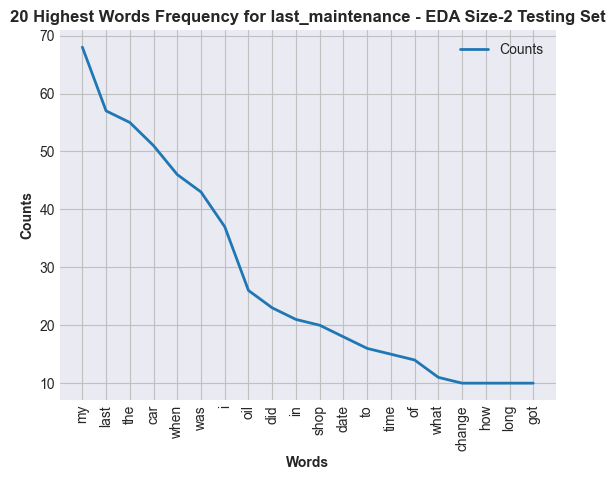 20 Highest Words Frequency for last_maintenance - EDA Size-2 Testing Set
Counts
70
60
50
40
30
20
10
Counts
my
last
the
car
when
was
i
oil
did
in
shop
date
to
time
of
what
change
how
long
got
Words